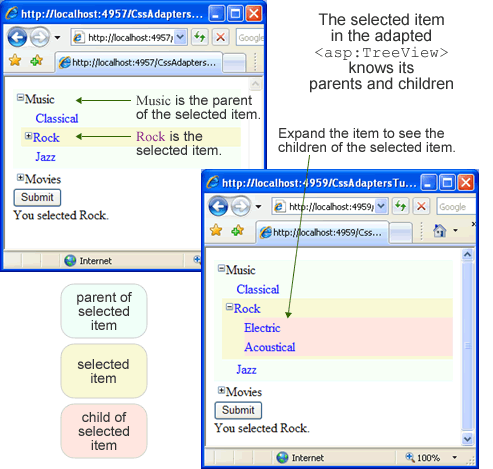 http://localhost:4957/CssAdapters...
http://localhost:4957/
Google
http://localhost:4957/CssAdapters...
Music
Classical
Rock
Jazz
Movies
Submit
You selected Rock.
Internet
Music is the parent
of the selected item.
Rock is the
selected item.
The selected item
in the adapted
<asp:TreeView>
knows its
parents and children
Expand the item to see the
children of the selected item.
http://localhost:4959/CssAdaptersTu...
http://localhost:4959/
Google
http://localhost:4959/Css...
Music
Classical
Rock
Electric
Acoustical
Jazz
Movies
Submit
You selected Rock.
Internet
100%
parent of
selected
item
selected
item
child of
selected
item